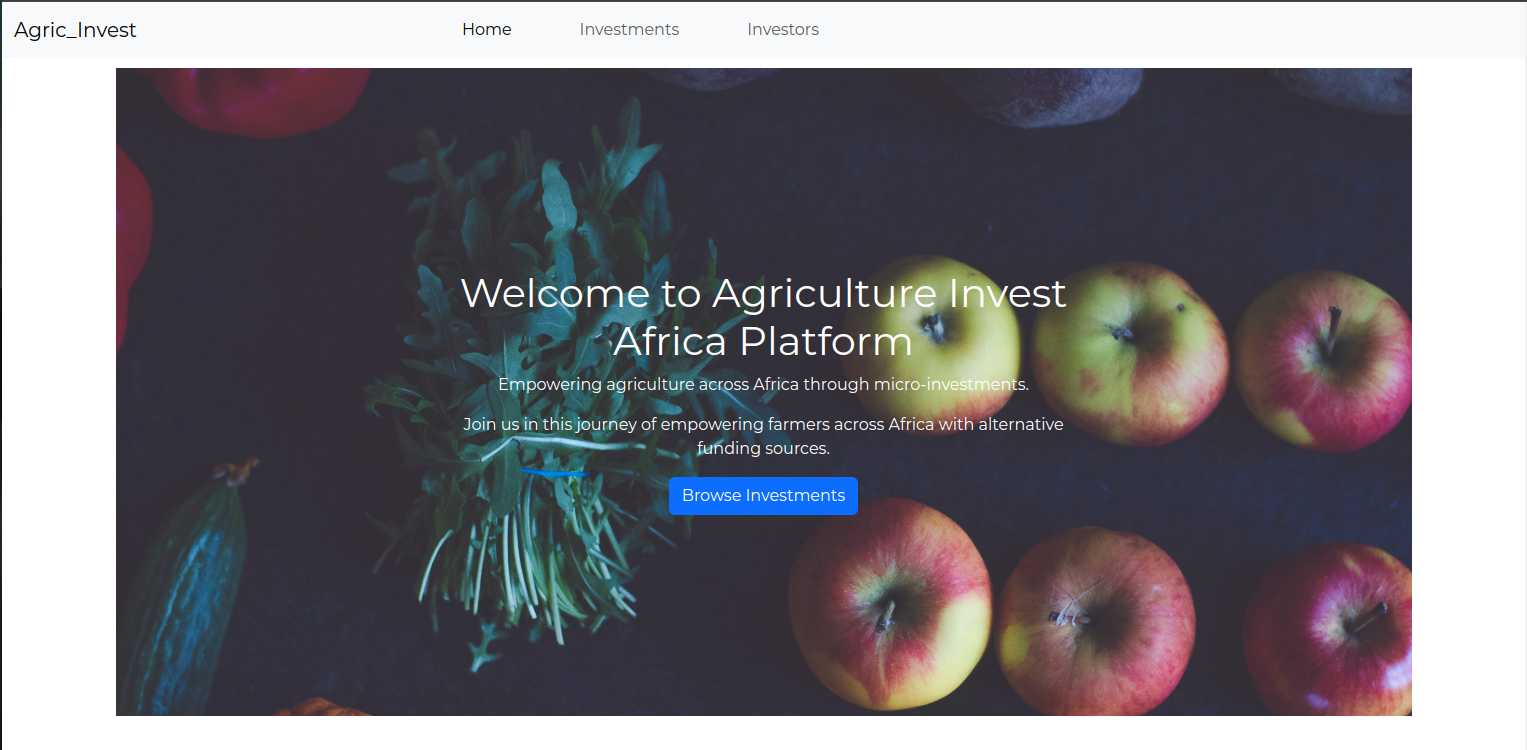 Agric_Invest
Home
Investments
Investors
Welcome to Agriculture Invest
Africa Platform
Empowering agriculture across Africa through micro-investments.
Join us in this journey of empowering farmers across Africa with alternative
funding sources.
Browse Investments